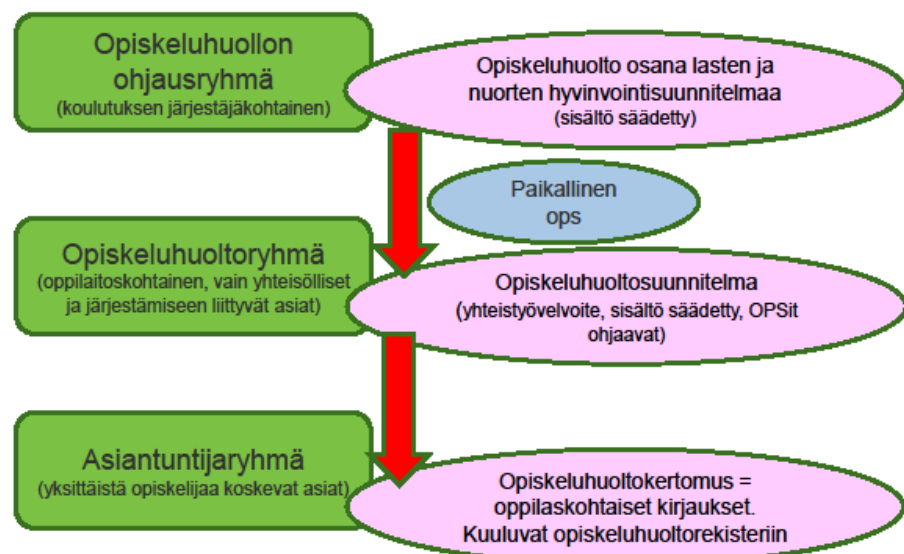 Opiskeluhuollon
ohjausryhmä
(koulutuksen järjestäjäkohtainen)
Opiskeluhuolto osana lasten ja
nuorten hyvinvointisuunnitelmaa
(sisältö säädetty)
Paikallinen
ops
Opiskeluhuoltoryhmä
(oppilaitoskohtainen, vain yhteisölliset
ja järjestämiseen liittyvät asiat)
Opiskeluhuoltosuunnitelma
(yhteistyövelvoite, sisältö säädetty, OPSit
ohjaavat)
Asiantuntijaryhmä
(yksittäistä opiskelijaa koskevat asiat)
Opiskeluhuoltokertomus =
oppilaskohtaiset kirjaukset.
Kuuluvat opiskeluhuoltorekisteriin